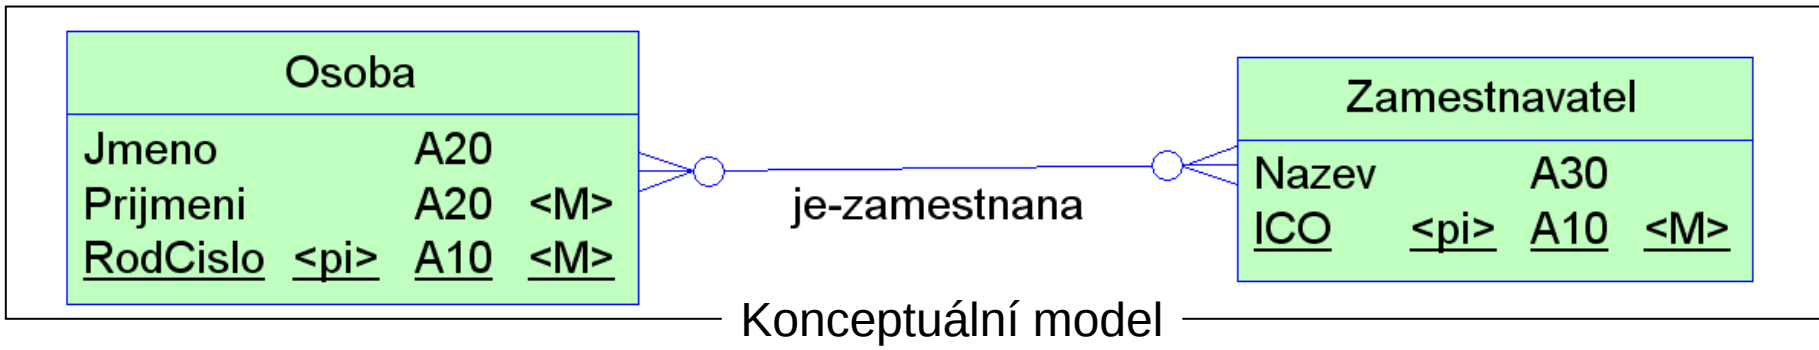 Osoba
Jmeno A20
Prijmeni A20 <M>
RodCislo <pi> A10 <M>
je-zamestnana
Zamestnavatel
Nazev A30
ICO <pi> A10 <M>
Konceptuální model